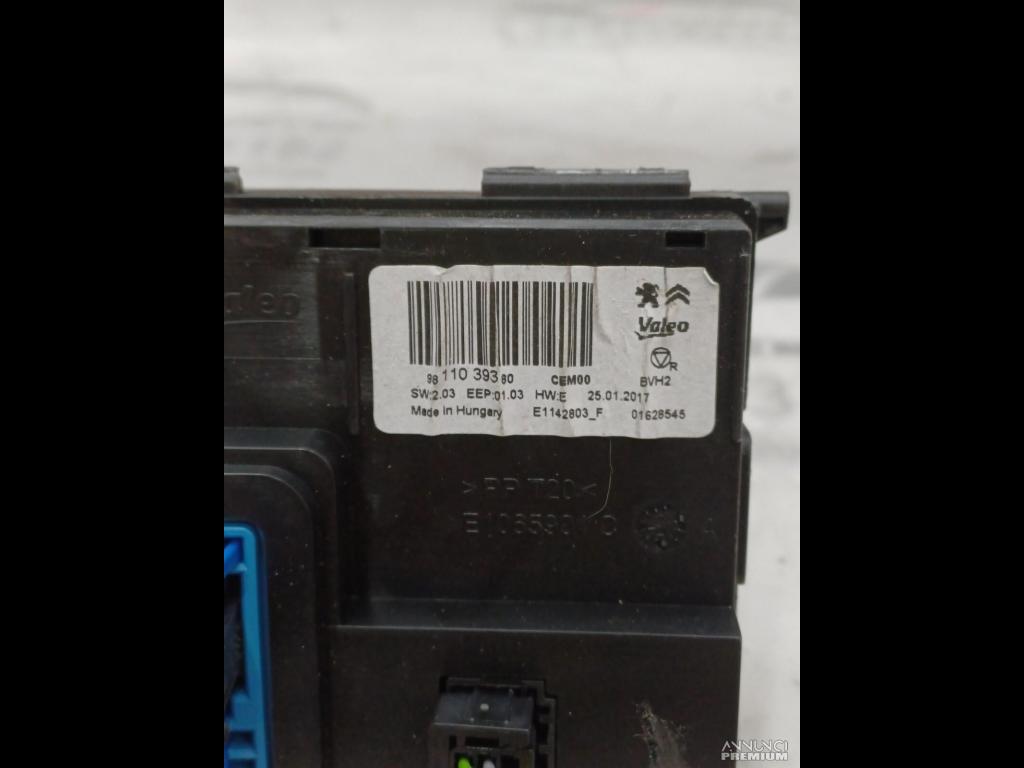 Valeo
Valeo
R
98 110 393 80 CEM00 BVH2
SW:2.03 EEP:01.03 HW:E 25.01.2017
Made in Hungary E1142803_F 01628545
>PP T20<
ANNUNCI
PREMIUM